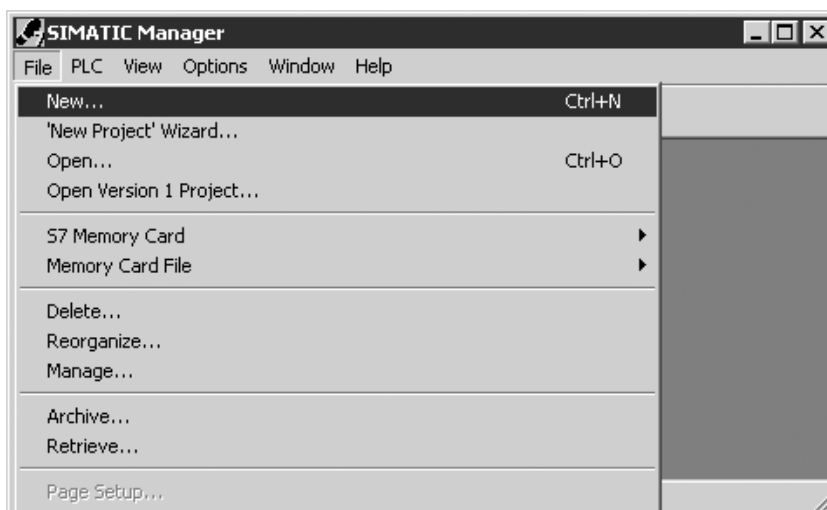 SIMATIC Manager
File PLC View Options Window Help
New... Ctrl+N
'New Project' Wizard...
Open... Ctrl+O
Open Version 1 Project...
S7 Memory Card
Memory Card File
Delete...
Reorganize...
Manage...
Archive...
Retrieve...
Page Setup...